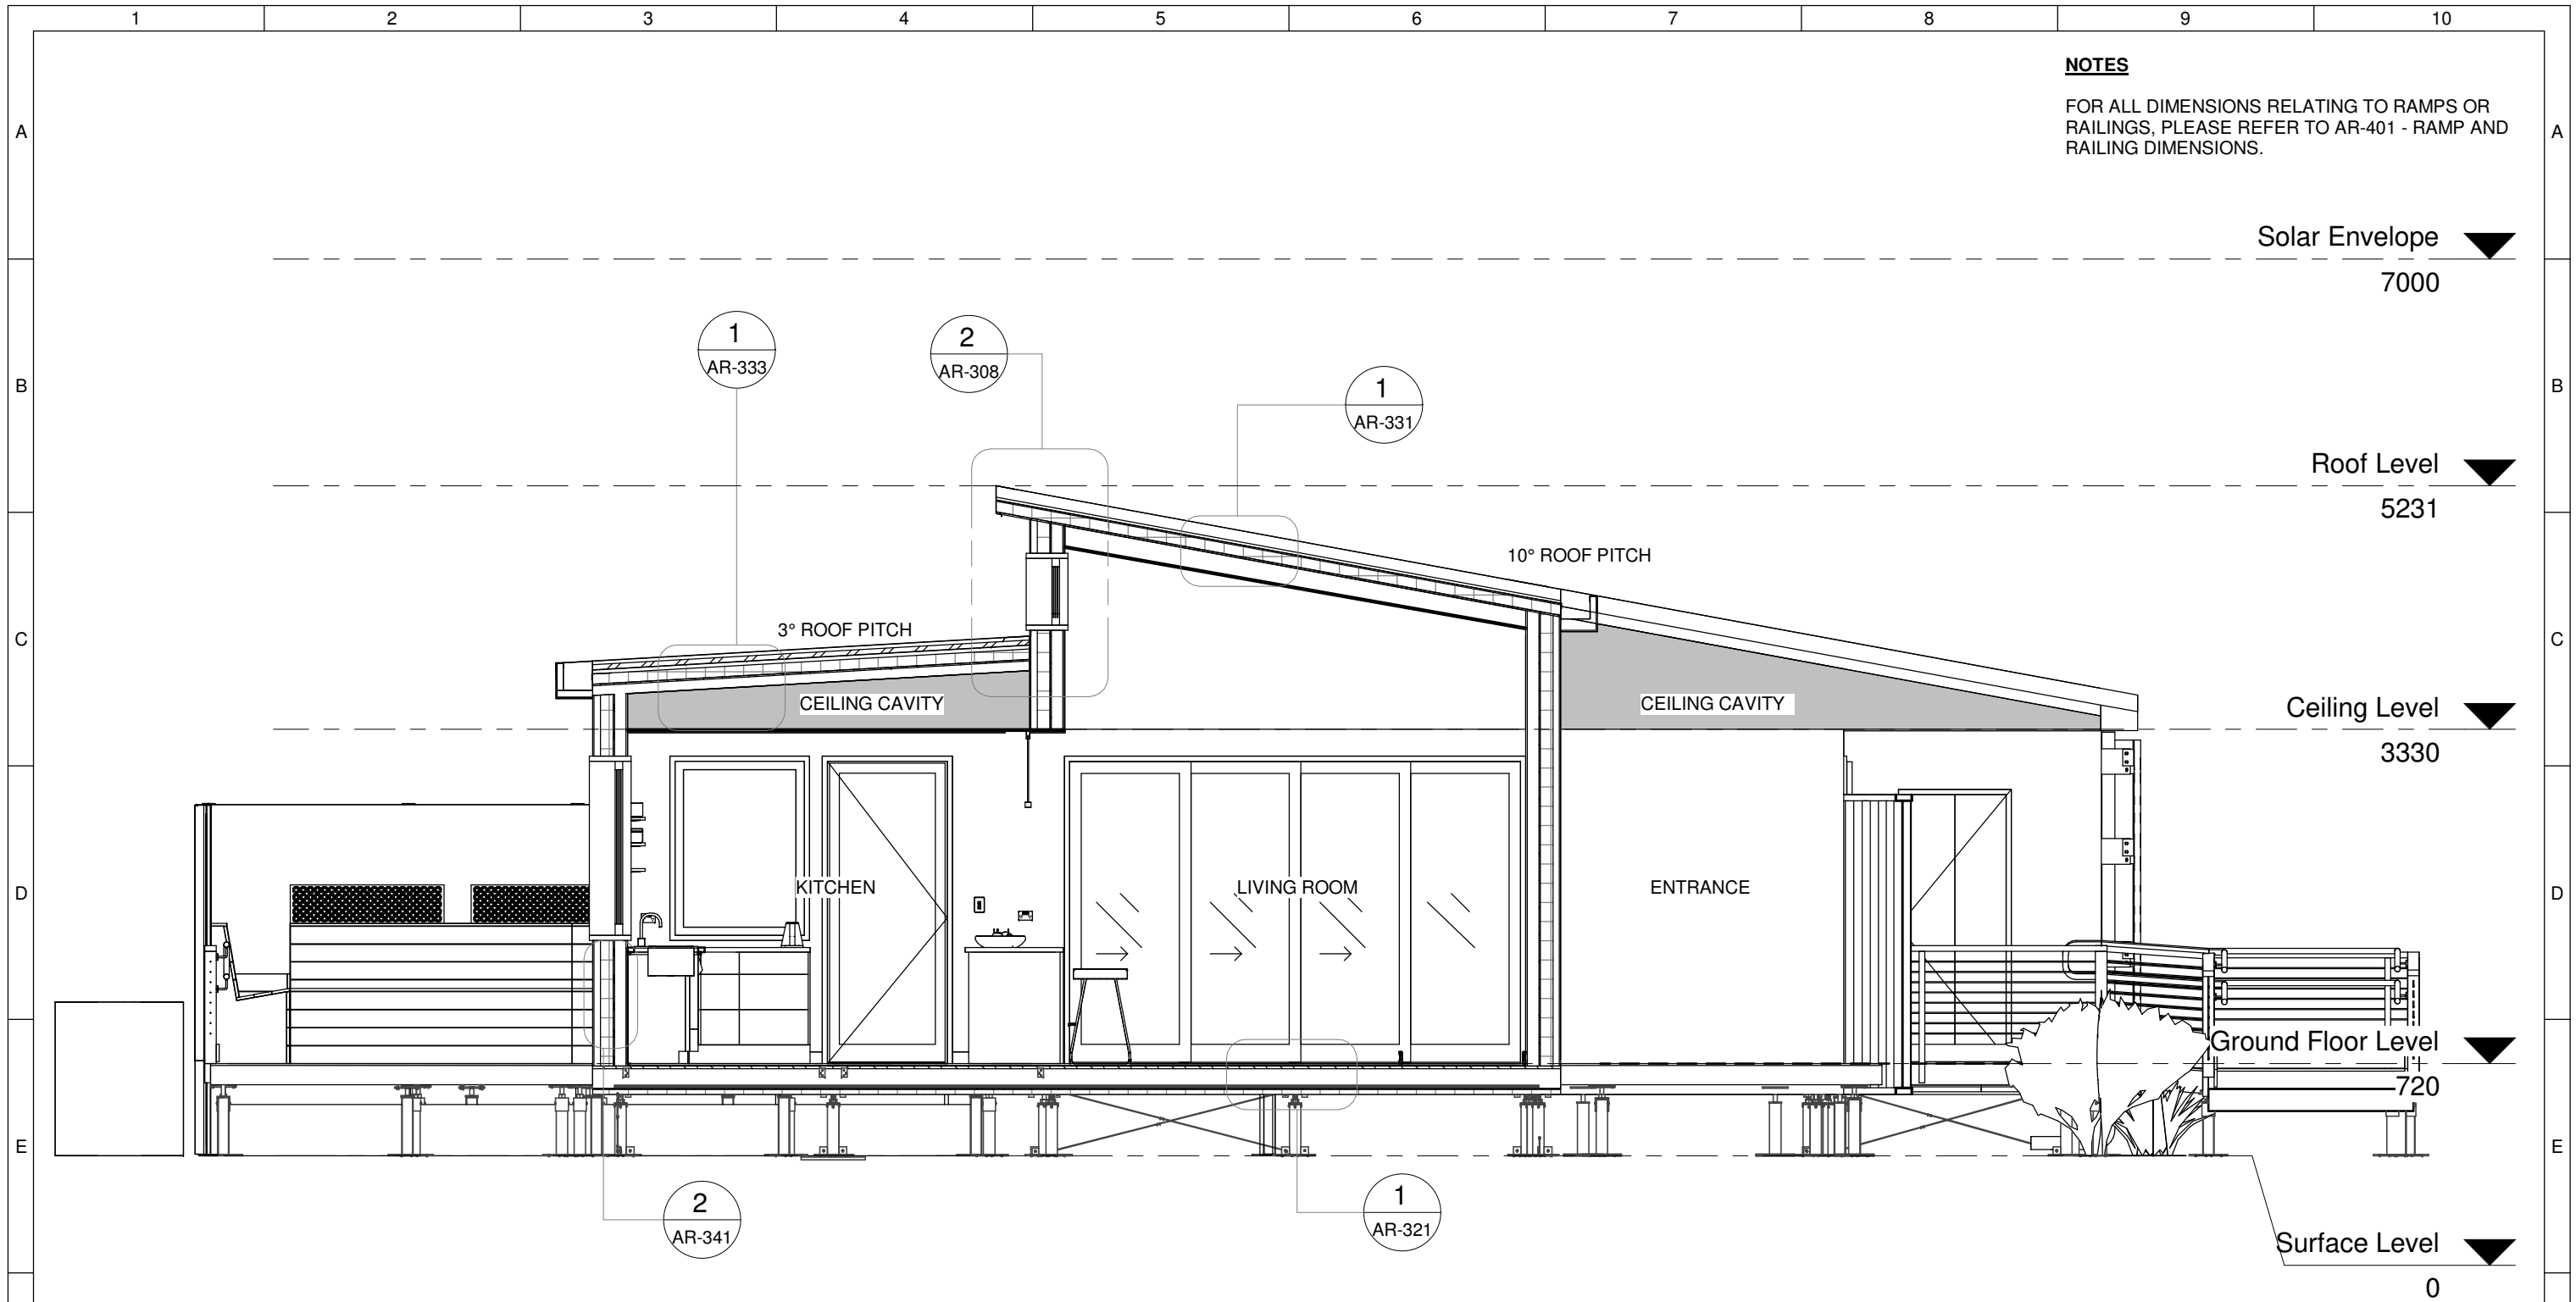 1 2 3 4 5 6 7 8 9 10
NOTES
FOR ALL DIMENSIONS RELATING TO RAMPS OR
RAILINGS, PLEASE REFER TO AR-401 - RAMP AND
RAILING DIMENSIONS.
A A
Solar Envelope
7000
1
AR-333
2
AR-308
1
AR-331
B B
Roof Level
5231
10° ROOF PITCH
3° ROOF PITCH
C C
CEILING CAVITY
CEILING CAVITY
Ceiling Level
3330
D D
KITCHEN
LIVING ROOM
ENTRANCE
Ground Floor Level
720
E E
2
AR-341
1
AR-321
Surface Level
0